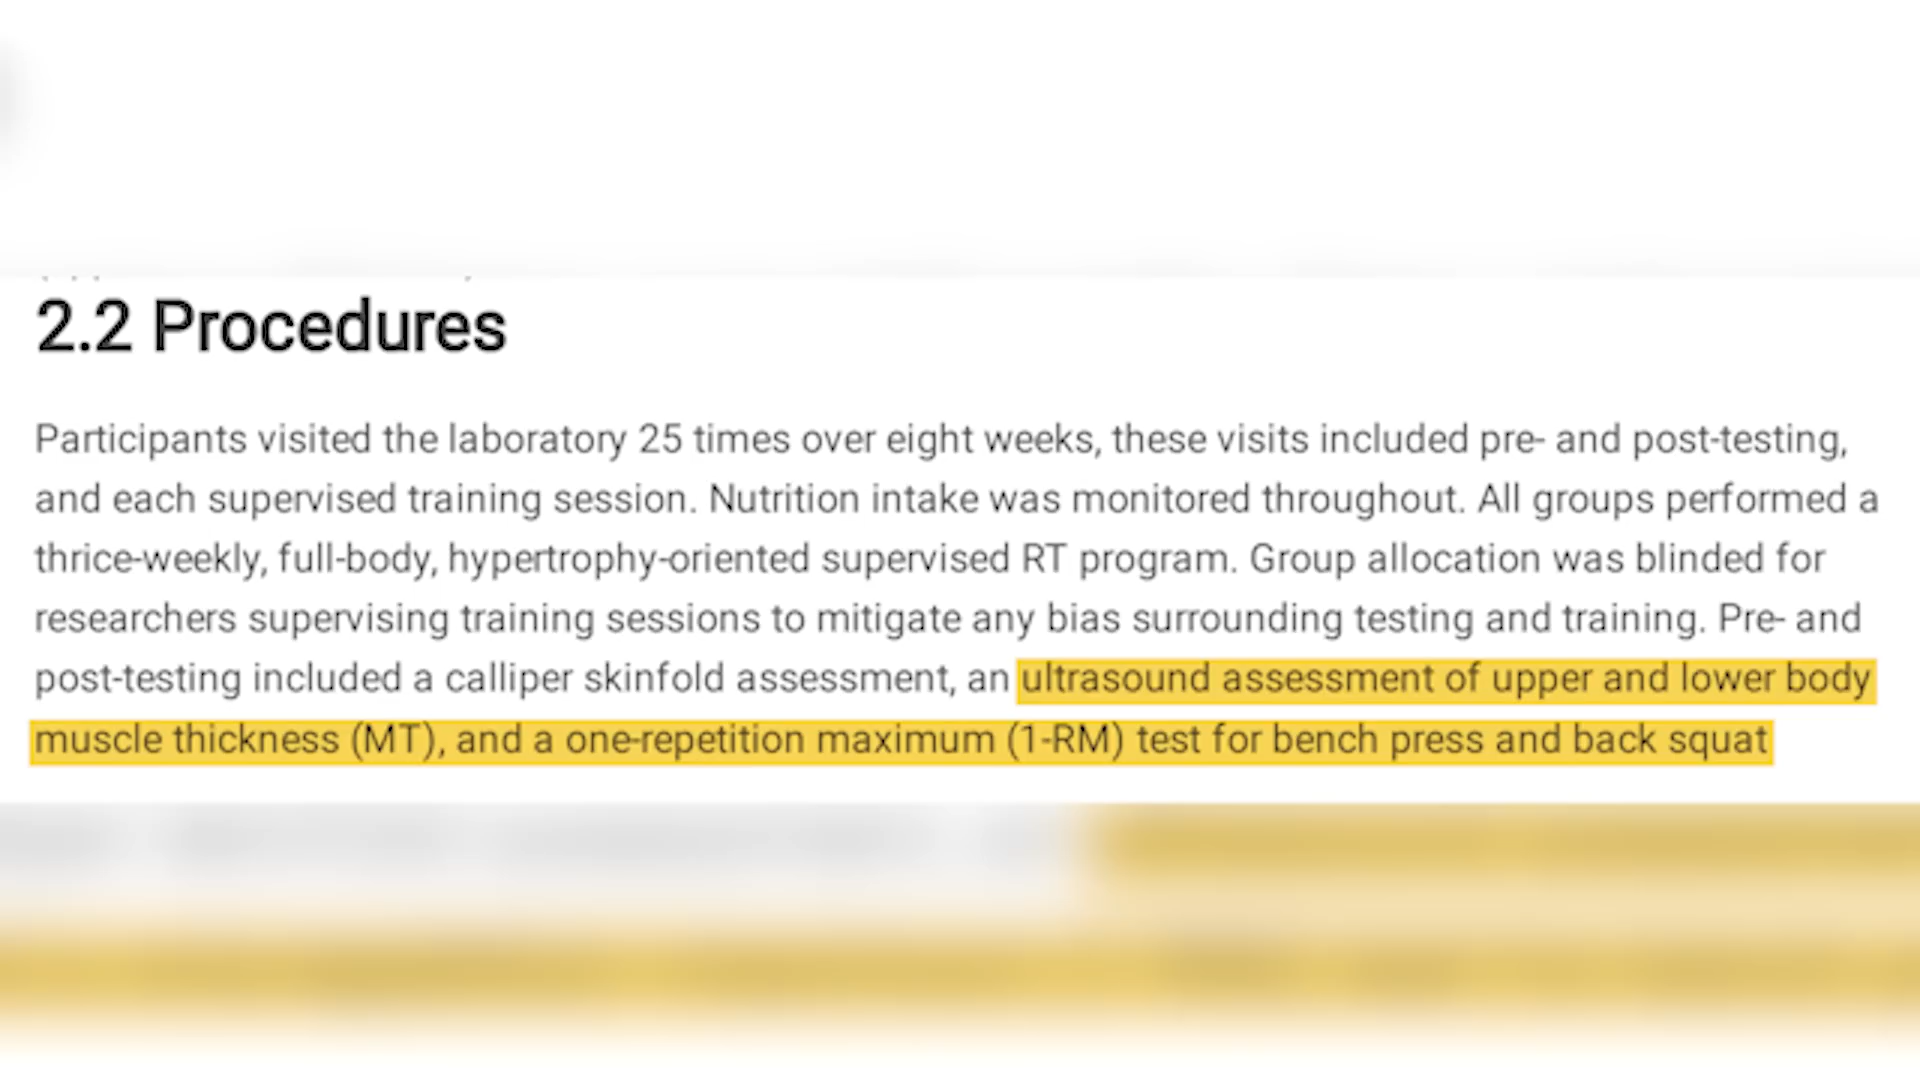 2.2 Procedures
Participants visited the laboratory 25 times over eight weeks, these visits included pre- and post-testing,
and each supervised training session. Nutrition intake was monitored throughout. All groups performed a
thrice-weekly, full-body, hypertrophy-oriented supervised RT program. Group allocation was blinded for
researchers supervising training sessions to mitigate any bias surrounding testing and training. Pre- and
post-testing included a calliper skinfold assessment, an ultrasound assessment of upper and lower body
muscle thickness (MT), and a one-repetition maximum (1-RM) test for bench press and back squat